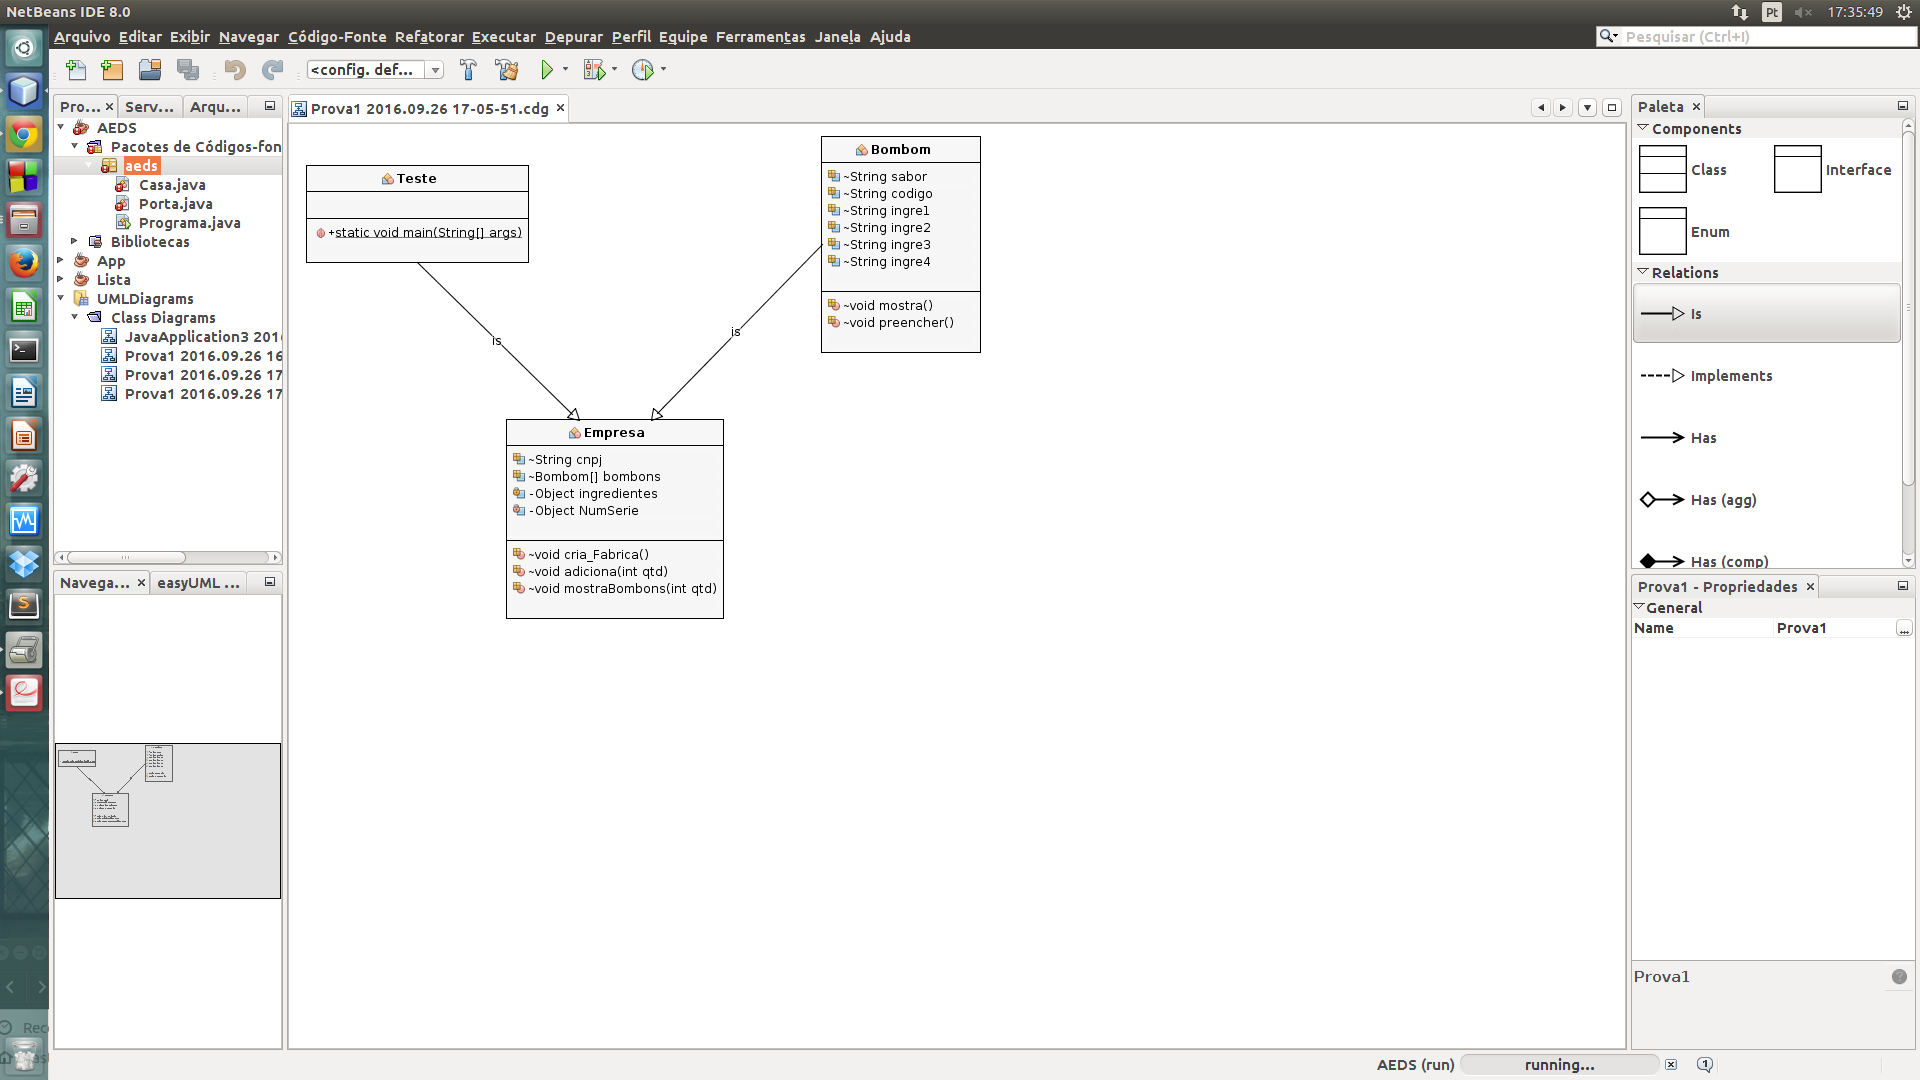 NetBeans IDE 8.0
Pt
17:35:49
Arquivo Editar Exibir Navegar Código-Fonte Refatorar Executar Depurar Perfil Equipe Ferramentas Janela Ajuda
Pesquisar (Ctrl+I)
<config. def...
Pro... Serv... Arqu...
AEDS
Pacotes de Códigos-fon
aeds
Casa.java
Porta.java
Programa.java
Bibliotecas
App
Lista
UMLDiagrams
Class Diagrams
JavaApplication3 201
Prova1 2016.09.26 16
Prova1 2016.09.26 17
Prova1 2016.09.26 17
Navega... easyUML ...
Prova1 2016.09.26 17-05-51.cdg
Teste
+static void main(String[] args)
Bombom
~String sabor
~String codigo
~String ingre1
~String ingre2
~String ingre3
~String ingre4
~void mostra()
~void preencher()
is
is
Empresa
~String cnpj
~Bombom[] bombons
-Object ingredientes
-Object NumSerie
~void cria_Fabrica()
~void adiciona(int qtd)
~void mostraBombons(int qtd)
Paleta
Components
Class
Interface
Enum
Relations
Is
Implements
Has
Has (agg)
Has (comp)
Prova1 - Propriedades
General
Name Prova1
...
Prova1
AEDS (run)
running...
1